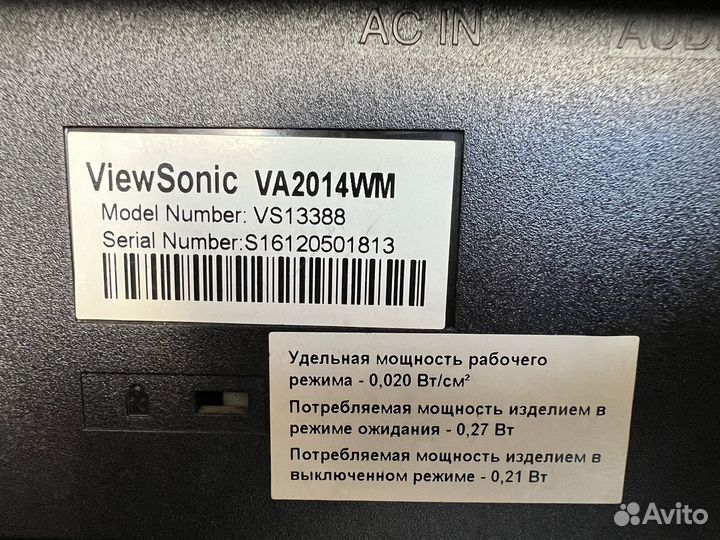 AC IN
AUD
ViewSonic VA2014WM
Model Number: VS13388
Serial Number:S16120501813
Удельная мощность рабочего
режима - 0,020 Вт/см²
Потребляемая мощность изделием в
режиме ожидания - 0,27 Вт
Потребляемая мощность изделием в
выключенном режиме - 0,21 Вт
Avito